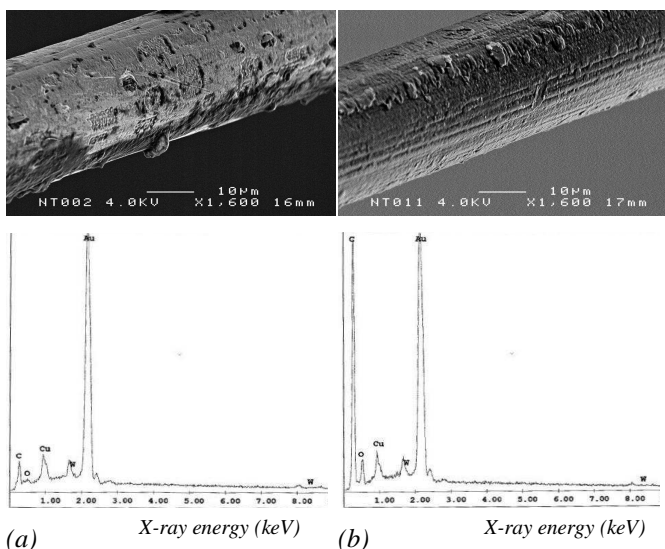 10µm
NT002 4.0KV X1,600 16mm
10µm
NT011 4.0KV X1,600 17mm
Au
C
O
Cu
W
W
1.00 2.00 3.00 4.00 5.00 6.00 7.00 8.00
X-ray energy (keV)
(a)
C
Au
O
Cu
W
W
1.00 2.00 3.00 4.00 5.00 6.00 7.00 8.00
X-ray energy (keV)
(b)